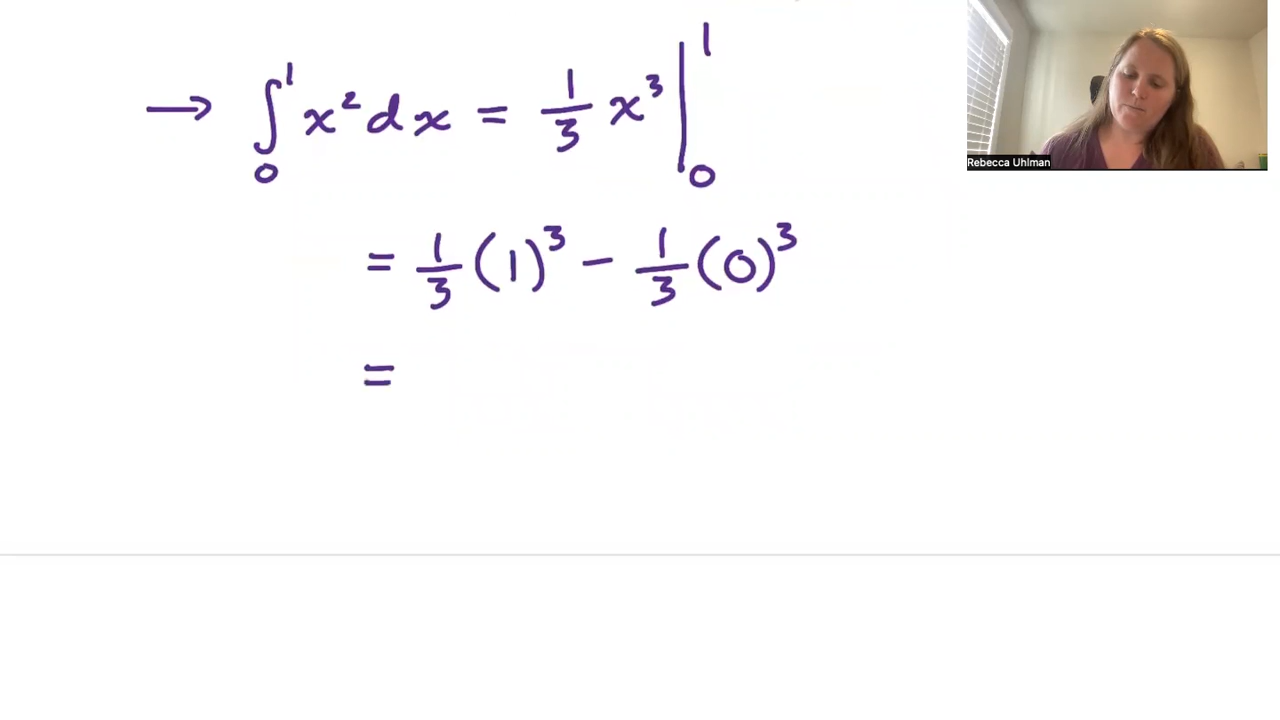 → ∫₀¹ x² dx = 1/3 x³ |₀¹
= 1/3 (1)³ - 1/3 (0)³
=
Rebecca Uhlman